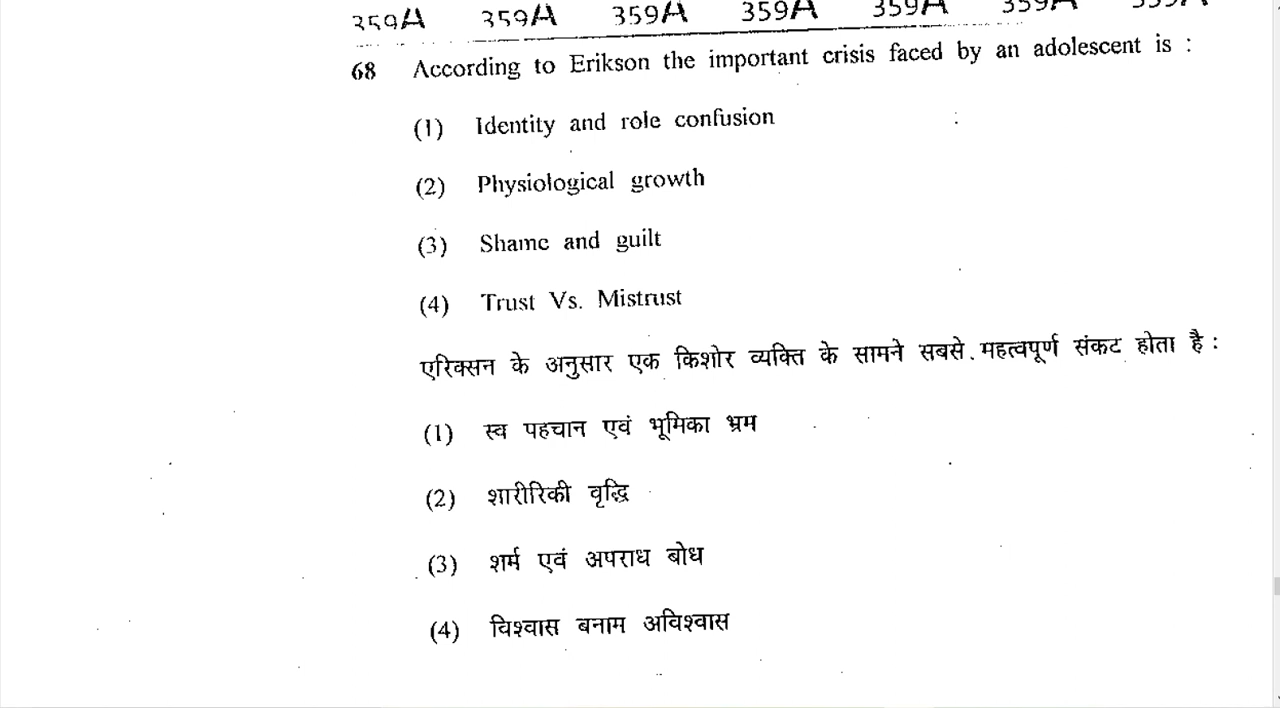 359A 359A 359A 359A 359A 359A 359A
68 According to Erikson the important crisis faced by an adolescent is :
(1) Identity and role confusion
(2) Physiological growth
(3) Shame and guilt
(4) Trust Vs. Mistrust
एरिक्सन के अनुसार एक किशोर व्यक्ति के सामने सबसे महत्वपूर्ण संकट होता है :
(1) स्व पहचान एवं भूमिका भ्रम
(2) शारीरिकी वृद्धि
(3) शर्म एवं अपराध बोध
(4) विश्वास बनाम अविश्वास